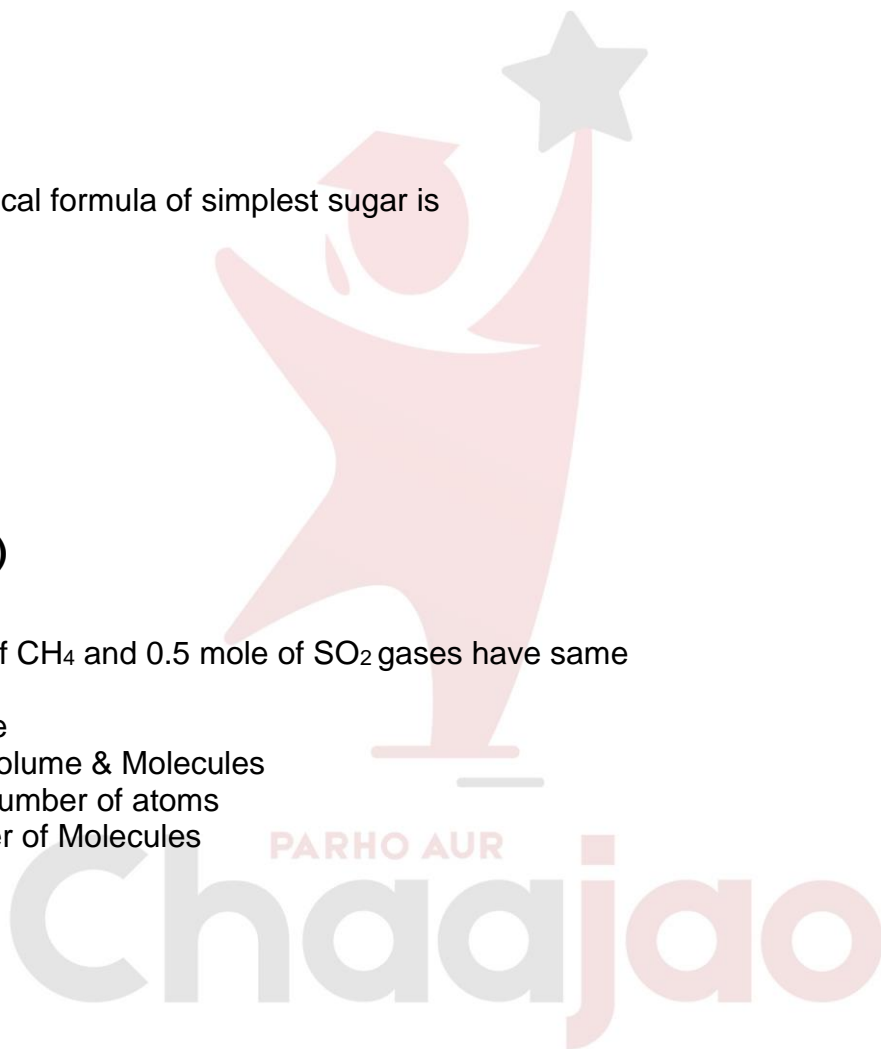 cal formula of simplest sugar is
)
f CH₄ and 0.5 mole of SO₂ gases have same
e
olume & Molecules
umber of atoms
r of Molecules
PARHO AUR
Chaajao